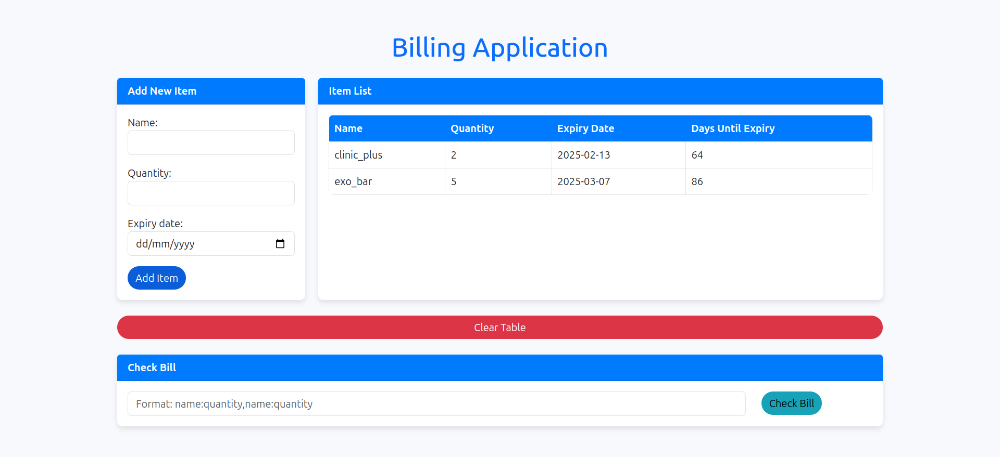 Billing Application
Add New Item
Name:
Quantity:
Expiry date:
dd/mm/yyyy
Add Item
Item List
Name Quantity Expiry Date Days Until Expiry
clinic_plus 2 2025-02-13 64
exo_bar 5 2025-03-07 86
Clear Table
Check Bill
Format: name:quantity,name:quantity
Check Bill